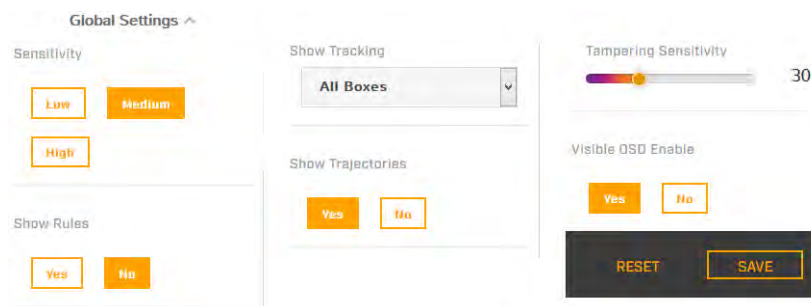 Global Settings
Sensitivity
Low
Medium
High
Show Rules
Yes
No
Show Tracking
All Boxes
Show Trajectories
Yes
No
Tampering Sensitivity
30
Visible OSD Enable
Yes
No
RESET
SAVE